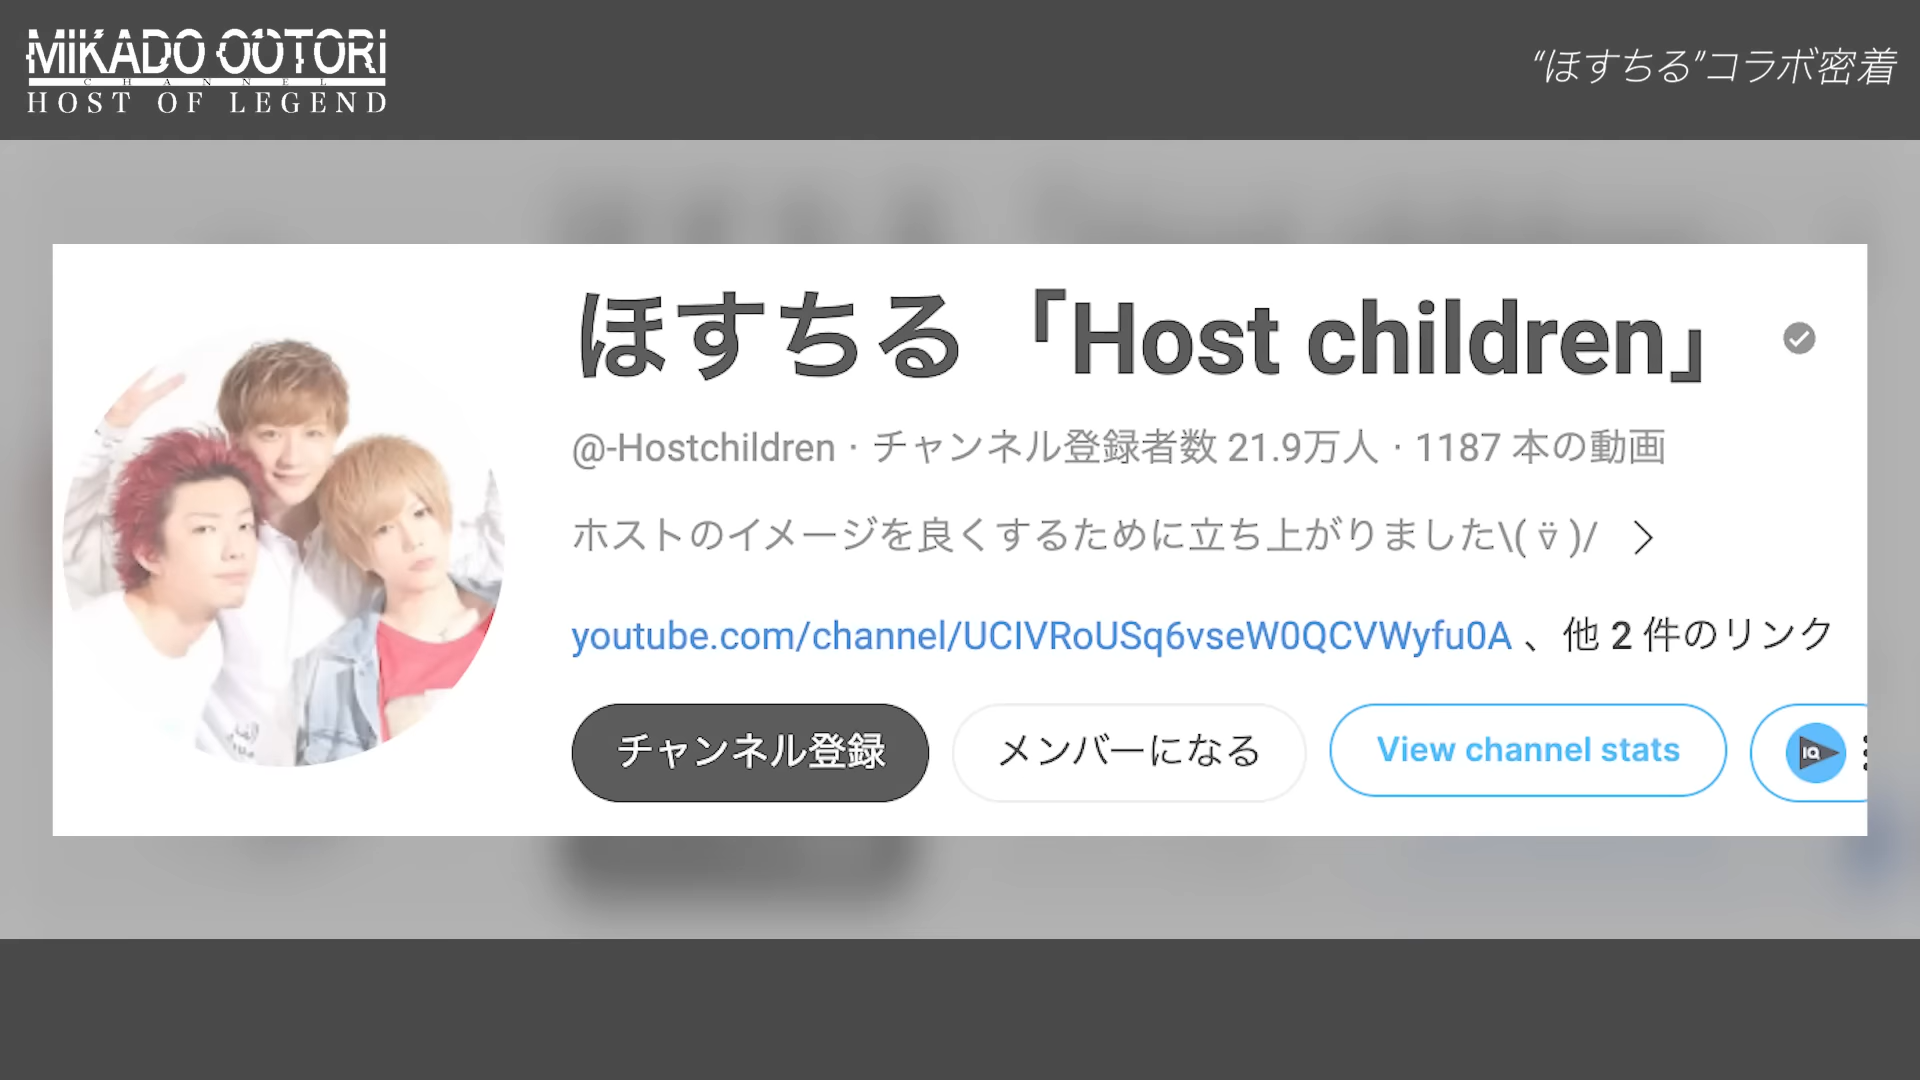 MIKADO OOTORI
CHANNEL
HOST OF LEGEND
“ほすちる”コラボ密着
ほすちる「Host children」
@-Hostchildren · チャンネル登録者数 21.9万人 · 1187 本の動画
ホストのイメージを良くするために立ち上がりました\( ⍢ )/
youtube.com/channel/UCIVRoUSq6vseW0QCVWyfu0A 、他 2 件のリンク
チャンネル登録
メンバーになる
View channel stats
IQ